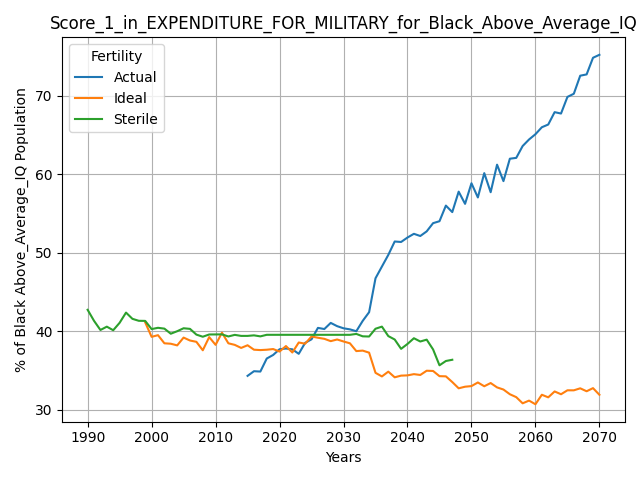 Score_1_in_EXPENDITURE_FOR_MILITARY_for_Black_Above_Average_IQ
Fertility
Actual
Ideal
Sterile
% of Black Above_Average_IQ Population
70
60
50
40
30
1990 2000 2010 2020 2030 2040 2050 2060 2070
Years